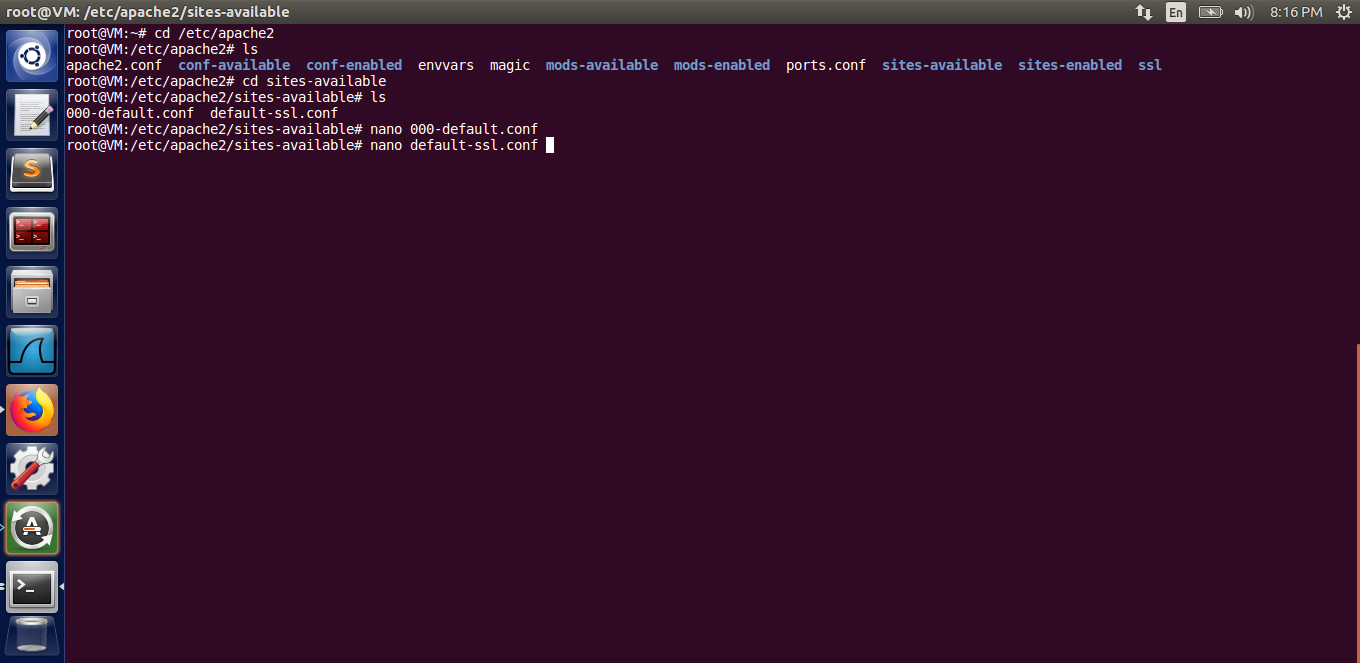 root@VM: /etc/apache2/sites-available
En
8:16 PM
root@VM:~# cd /etc/apache2
root@VM:/etc/apache2# ls
apache2.conf  conf-available  conf-enabled  envvars  magic  mods-available  mods-enabled  ports.conf  sites-available  sites-enabled  ssl
root@VM:/etc/apache2# cd sites-available
root@VM:/etc/apache2/sites-available# ls
000-default.conf  default-ssl.conf
root@VM:/etc/apache2/sites-available# nano 000-default.conf
root@VM:/etc/apache2/sites-available# nano default-ssl.conf